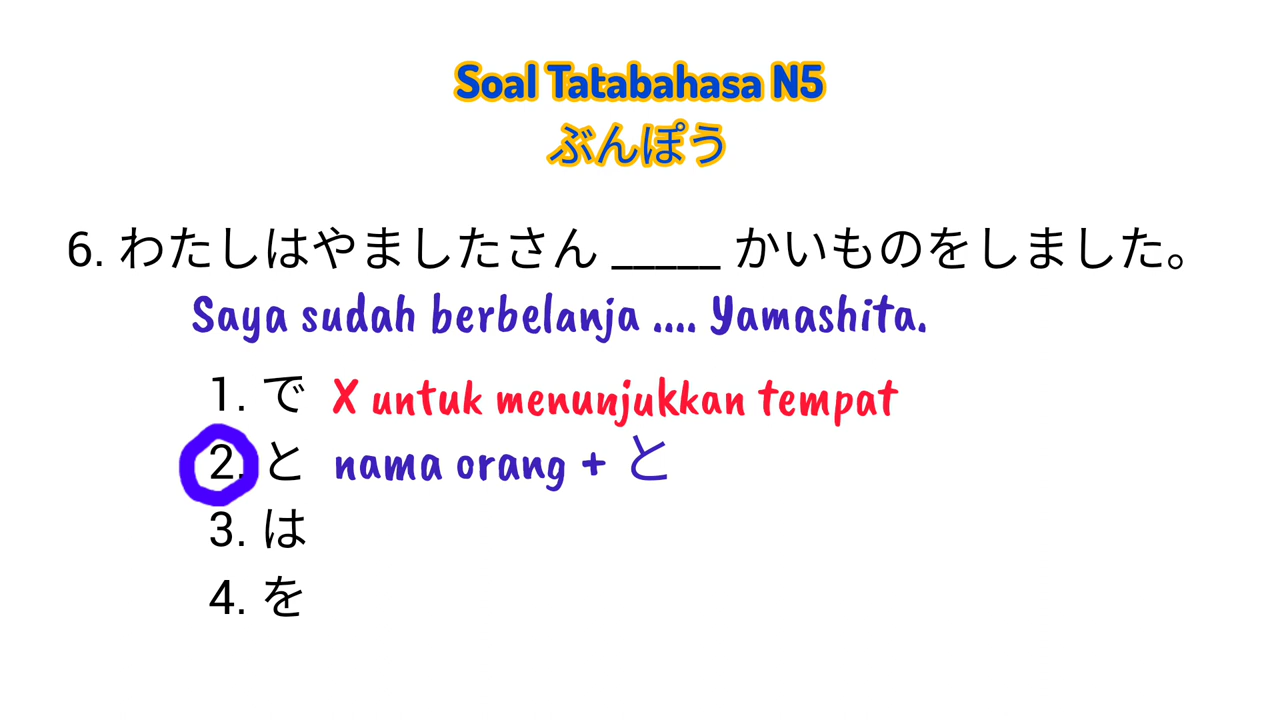 Soal Tatabahasa N5
ぶんぽう
6. わたしはやましたさん _____ かいものをしました。
Saya sudah berbelanja .... Yamashita.
1. で X untuk menunjukkan tempat
2. と nama orang + と
3. は
4. を